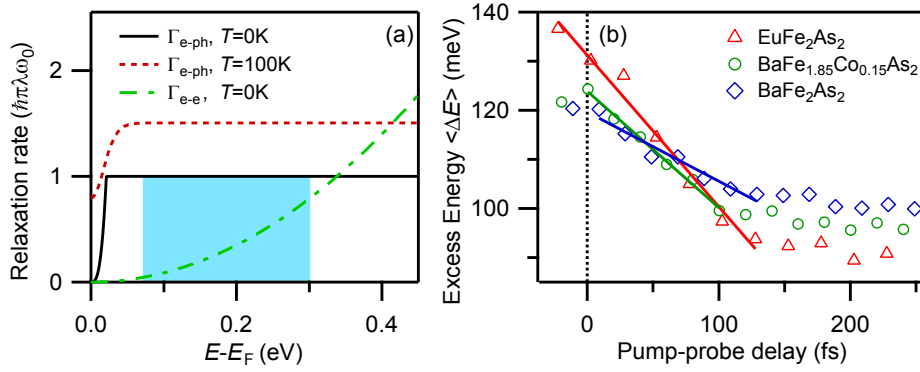 (a)
Γe-ph, T=0K
Γe-ph, T=100K
Γe-e, T=0K
Relaxation rate (ℏπλω0)
2
1
0
0.0
0.2
0.4
E-EF (eV)
(b)
EuFe2As2
BaFe1.85Co0.15As2
BaFe2As2
Excess Energy <ΔE> (meV)
140
120
100
0
100
200
Pump-probe delay (fs)